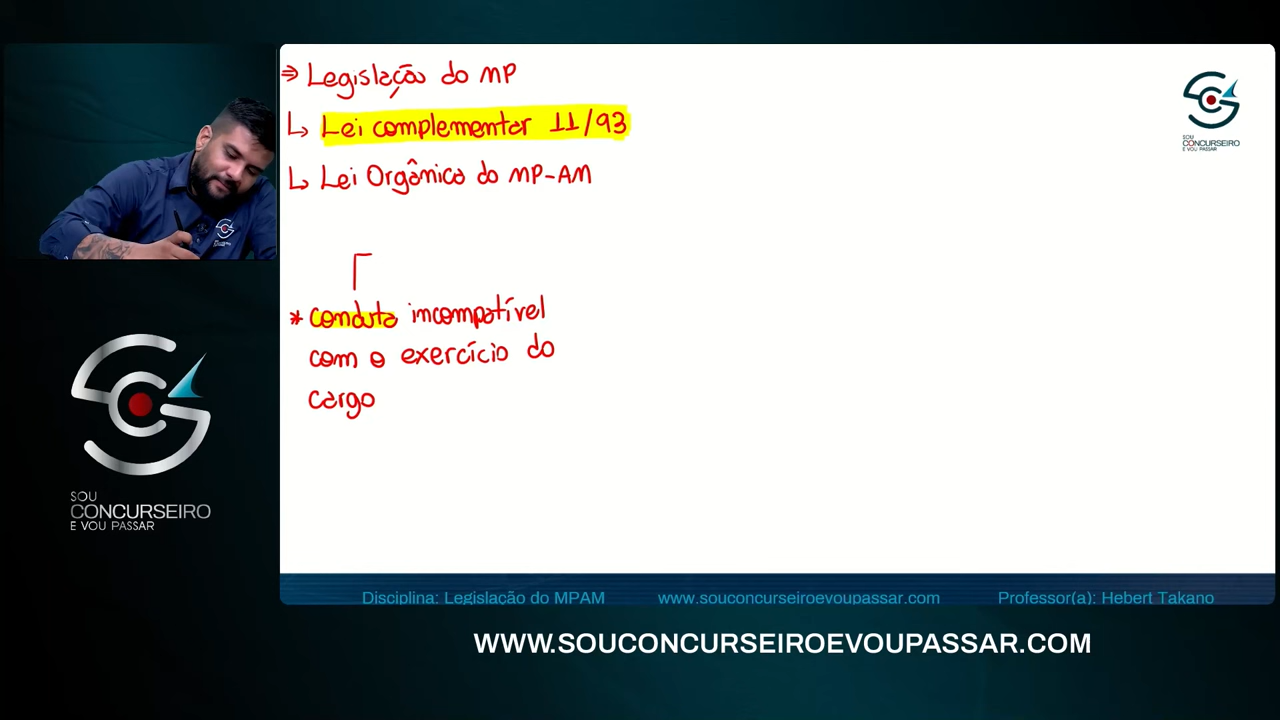 ⇒ Legislação do MP
↳ Lei complementar 11/93
↳ Lei Orgânica do MP-AM
* conduta incompatível
com o exercício do
cargo
SOU
CONCURSEIRO
E VOU PASSAR
SOU
CONCURSEIRO
E VOU PASSAR
Disciplina: Legislação do MPAM www.souconcurseiroevoupassar.com Professor(a): Hebert Takano
WWW.SOUCONCURSEIROEVOUPASSAR.COM